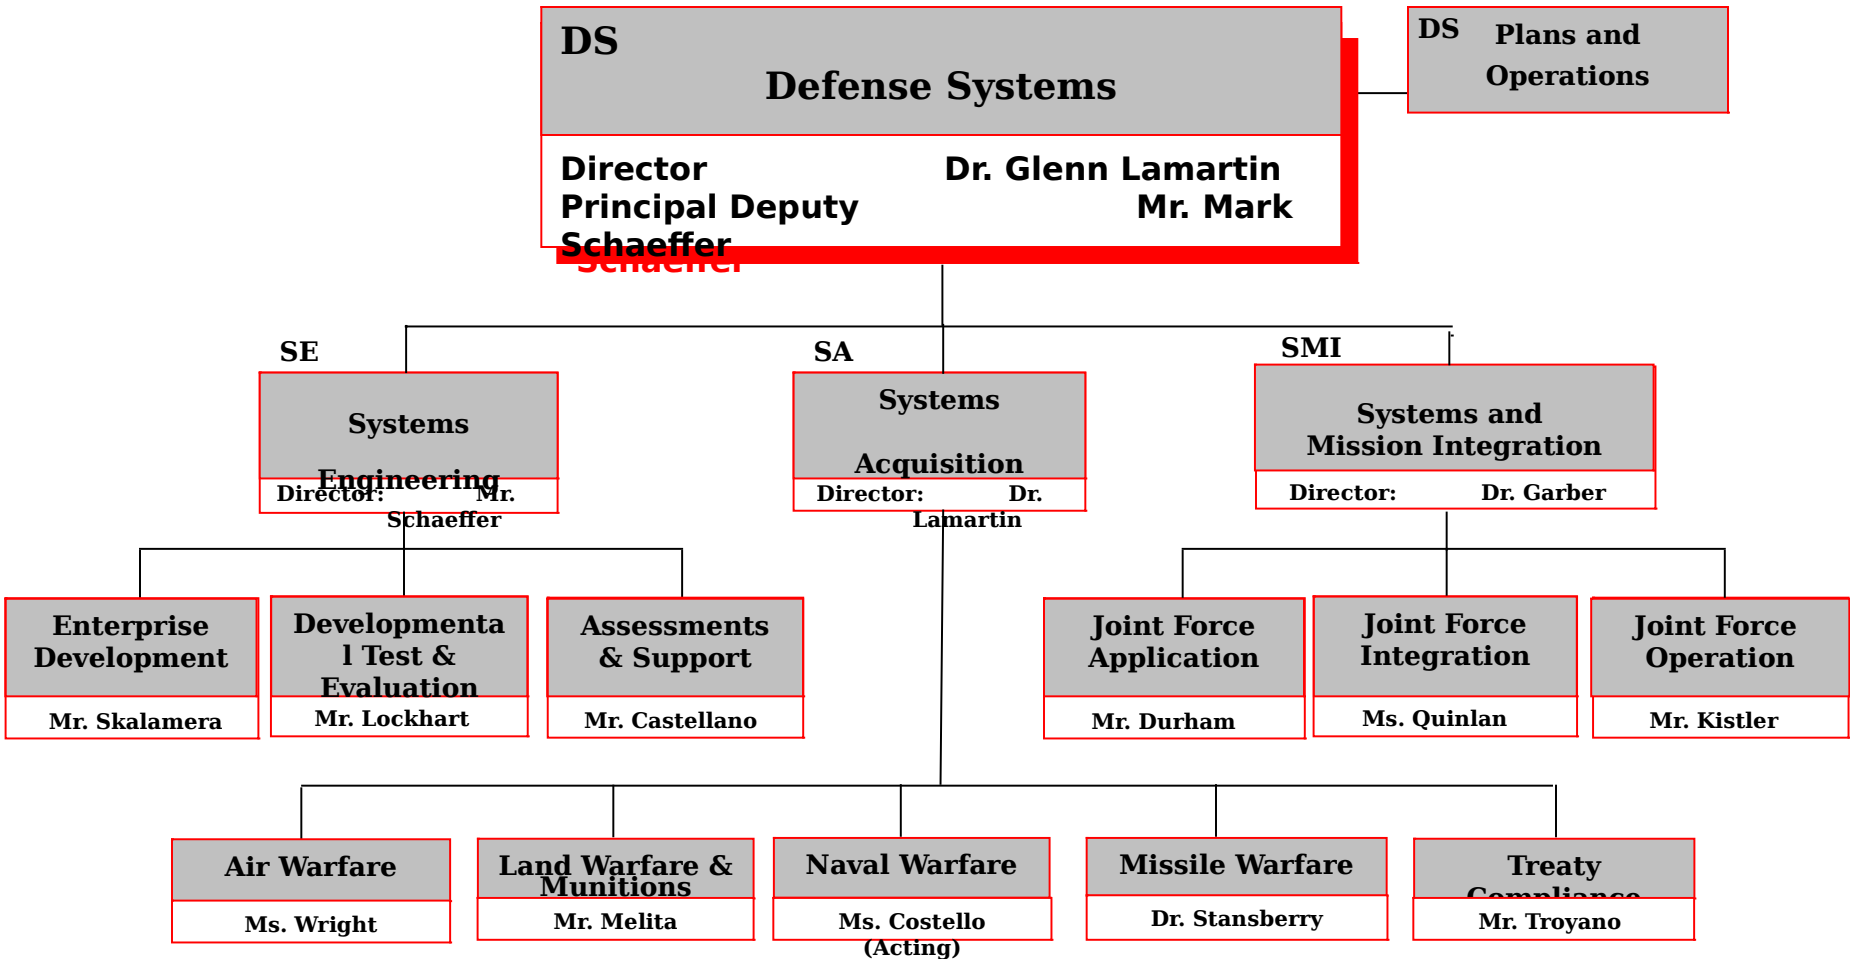 DS
Defense Systems
DS Plans and
Operations
Director Dr. Glenn Lamartin
Principal Deputy Mr. Mark
Schaeffer
Schaeffer
SE
Systems
Engineering
Director: Mr.
Schaeffer
SA
Systems
Acquisition
Director: Dr.
Lamartin
SMI
Systems and
Mission Integration
Director: Dr. Garber
Enterprise
Development
Mr. Skalamera
Developmenta
l Test &
Evaluation
Mr. Lockhart
Assessments
& Support
Mr. Castellano
Joint Force
Application
Mr. Durham
Joint Force
Integration
Ms. Quinlan
Joint Force
Operation
Mr. Kistler
Air Warfare
Ms. Wright
Land Warfare &
Munitions
Mr. Melita
Naval Warfare
Ms. Costello
(Acting)
Missile Warfare
Dr. Stansberry
Treaty
Compliance
Mr. Troyano